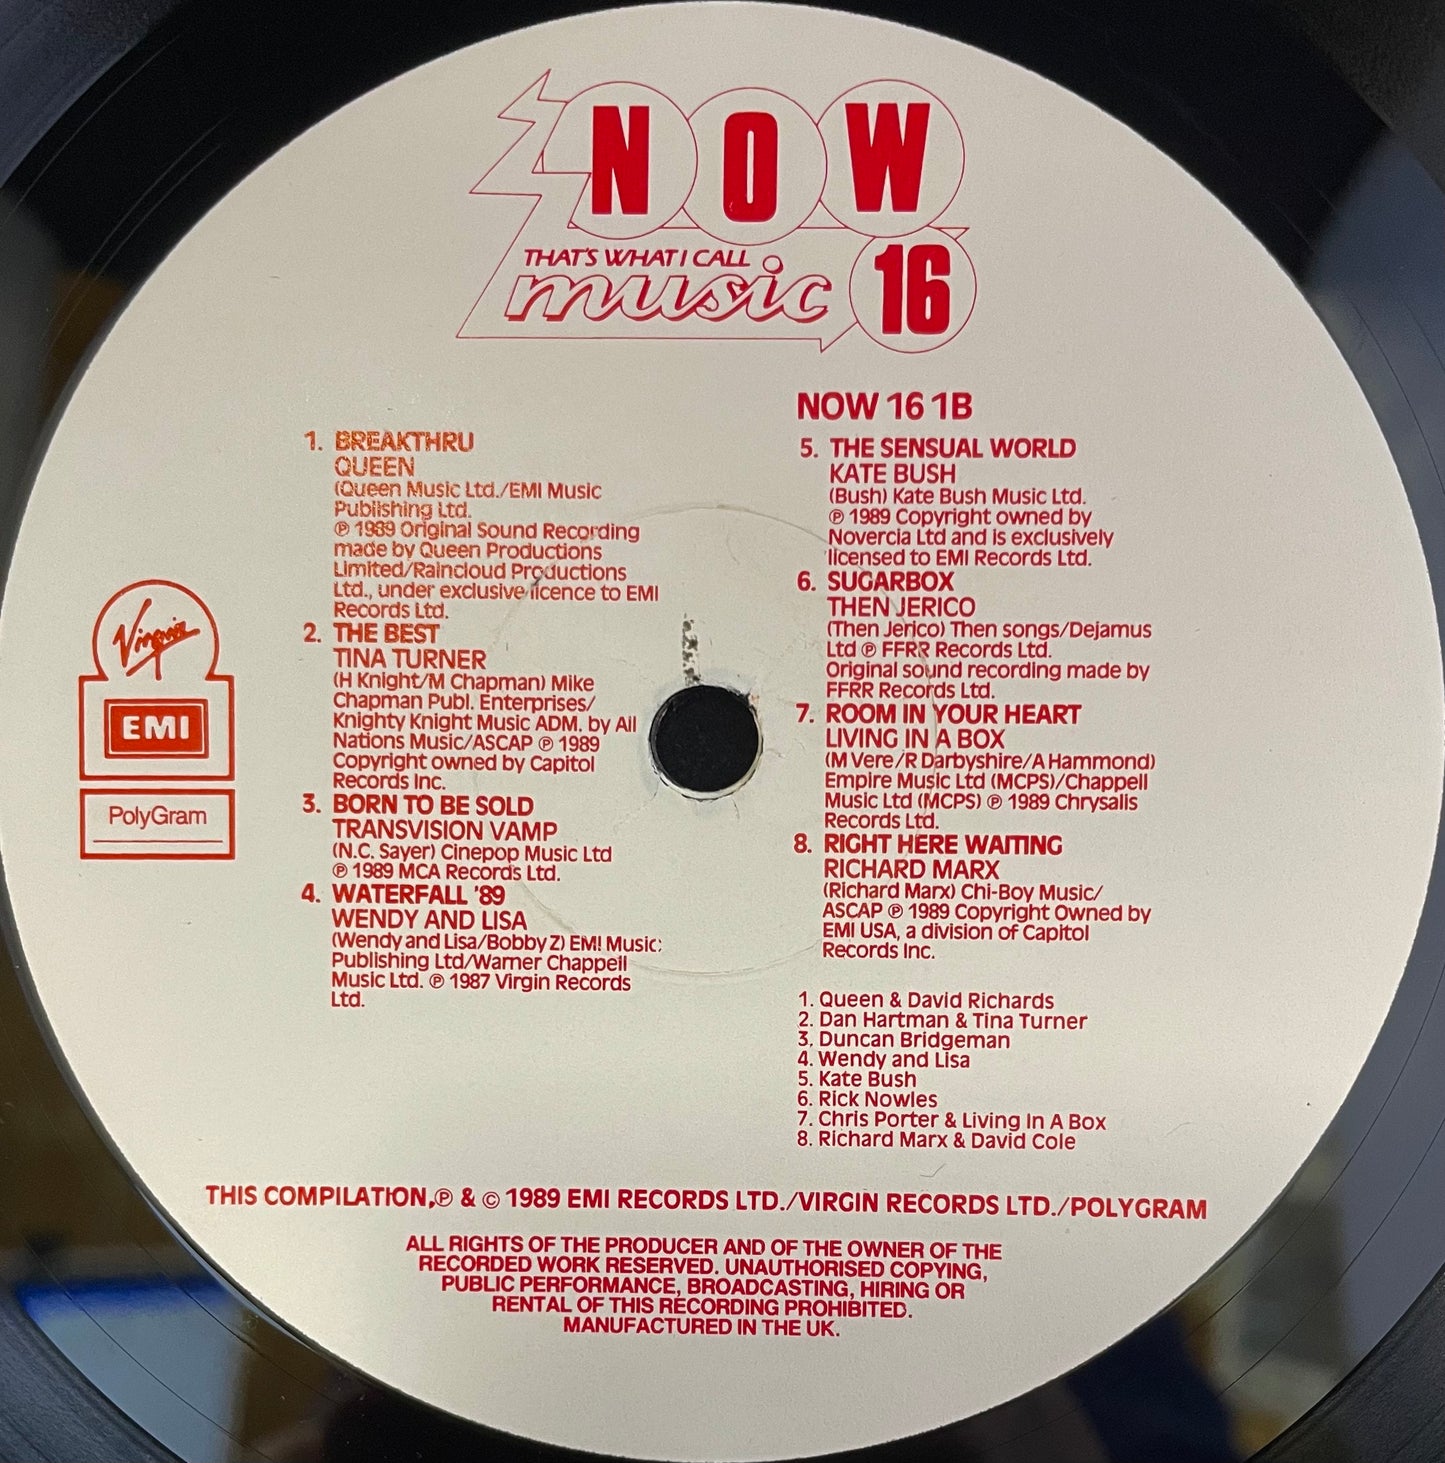 NOW
THAT'S WHAT I CALL
music 16
NOW 16 1B
1. BREAKTHRU
QUEEN
(Queen Music Ltd./EMI Music
Publishing Ltd.
℗ 1989 Original Sound Recording
made by Queen Productions
Limited/Raincloud Productions
Ltd., under exclusive licence to EMI
Records Ltd.
2. THE BEST
TINA TURNER
(H Knight/M Chapman) Mike
Chapman Publ. Enterprises/
Knighty Knight Music ADM. by All
Nations Music/ASCAP ℗ 1989
Copyright owned by Capitol
Records Inc.
3. BORN TO BE SOLD
TRANSVISION VAMP
(N.C. Sayer) Cinepop Music Ltd
℗ 1989 MCA Records Ltd.
4. WATERFALL '89
WENDY AND LISA
(Wendy and Lisa/Bobby Z) EMI Music:
Publishing Ltd/Warner Chappell
Music Ltd. ℗ 1987 Virgin Records
Ltd.
5. THE SENSUAL WORLD
KATE BUSH
(Bush) Kate Bush Music Ltd.
℗ 1989 Copyright owned by
Novercia Ltd and is exclusively
licensed to EMI Records Ltd.
6. SUGARBOX
THEN JERICO
(Then Jerico) Then songs/Dejamus
Ltd ℗ FFRR Records Ltd.
Original sound recording made by
FFRR Records Ltd.
7. ROOM IN YOUR HEART
LIVING IN A BOX
(M Vere/R Darbyshire/A Hammond)
Empire Music Ltd (MCPS)/Chappell
Music Ltd (MCPS) ℗ 1989 Chrysalis
Records Ltd.
8. RIGHT HERE WAITING
RICHARD MARX
(Richard Marx) Chi-Boy Music/
ASCAP ℗ 1989 Copyright Owned by
EMI USA, a division of Capitol
Records Inc.
1. Queen & David Richards
2. Dan Hartman & Tina Turner
3. Duncan Bridgeman
4. Wendy and Lisa
5. Kate Bush
6. Rick Nowles
7. Chris Porter & Living In A Box
8. Richard Marx & David Cole
Virgin
EMI
PolyGram
THIS COMPILATION,℗ & © 1989 EMI RECORDS LTD./VIRGIN RECORDS LTD./POLYGRAM
ALL RIGHTS OF THE PRODUCER AND OF THE OWNER OF THE
RECORDED WORK RESERVED. UNAUTHORISED COPYING,
PUBLIC PERFORMANCE, BROADCASTING, HIRING OR
RENTAL OF THIS RECORDING PROHIBITED.
MANUFACTURED IN THE UK.